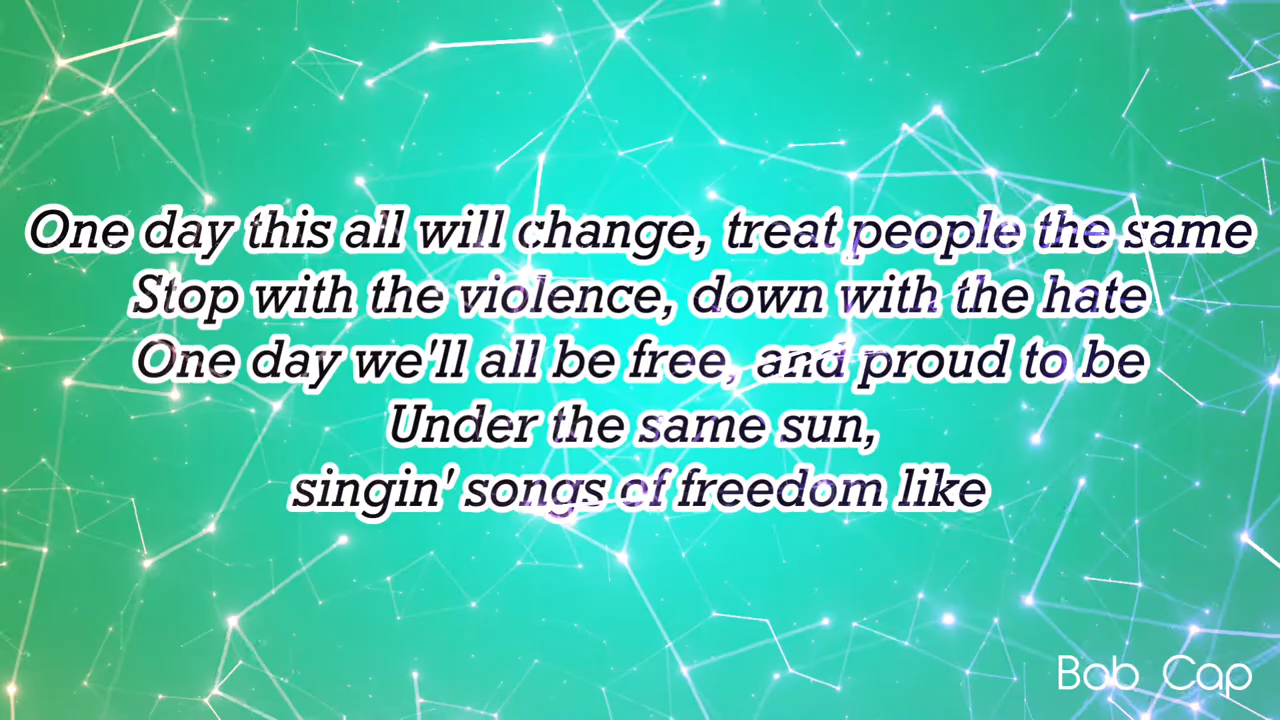 One day this all will change, treat people the same
Stop with the violence, down with the hate
One day we'll all be free, and proud to be
Under the same sun,
singin' songs of freedom like
Bob Cap